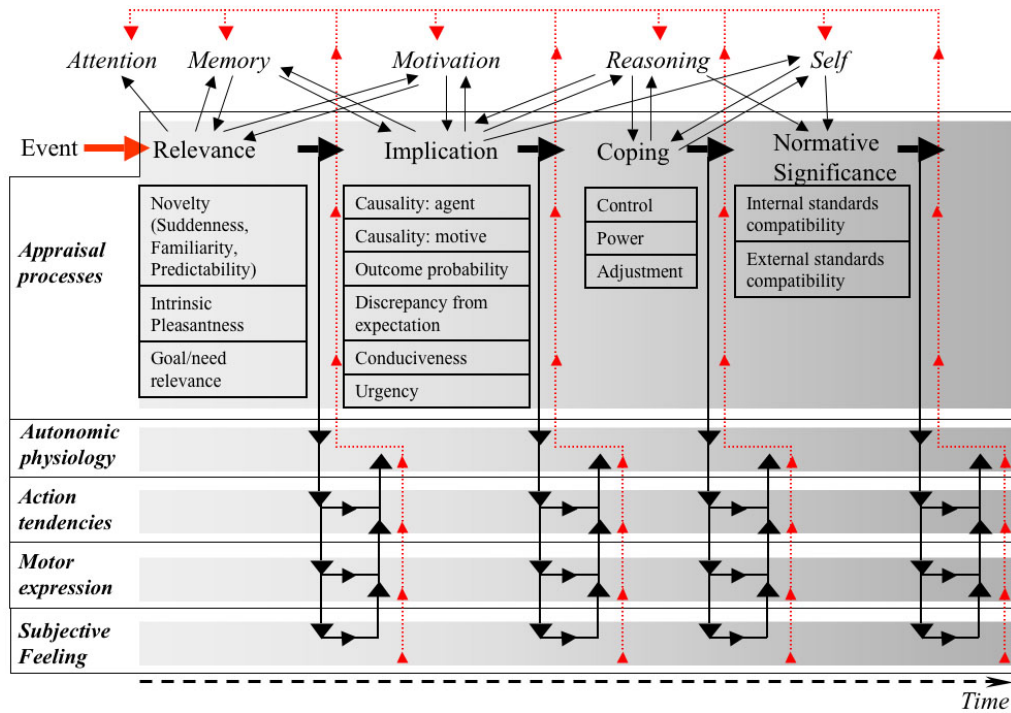 Attention
Memory
Motivation
Reasoning
Self
Event
Relevance
Implication
Coping
Normative
Significance
Appraisal
processes
Novelty
(Suddenness,
Familiarity,
Predictability)
Intrinsic
Pleasantness
Goal/need
relevance
Causality: agent
Causality: motive
Outcome probability
Discrepancy from
expectation
Conduciveness
Urgency
Control
Power
Adjustment
Internal standards
compatibility
External standards
compatibility
Autonomic
physiology
Action
tendencies
Motor
expression
Subjective
Feeling
Time